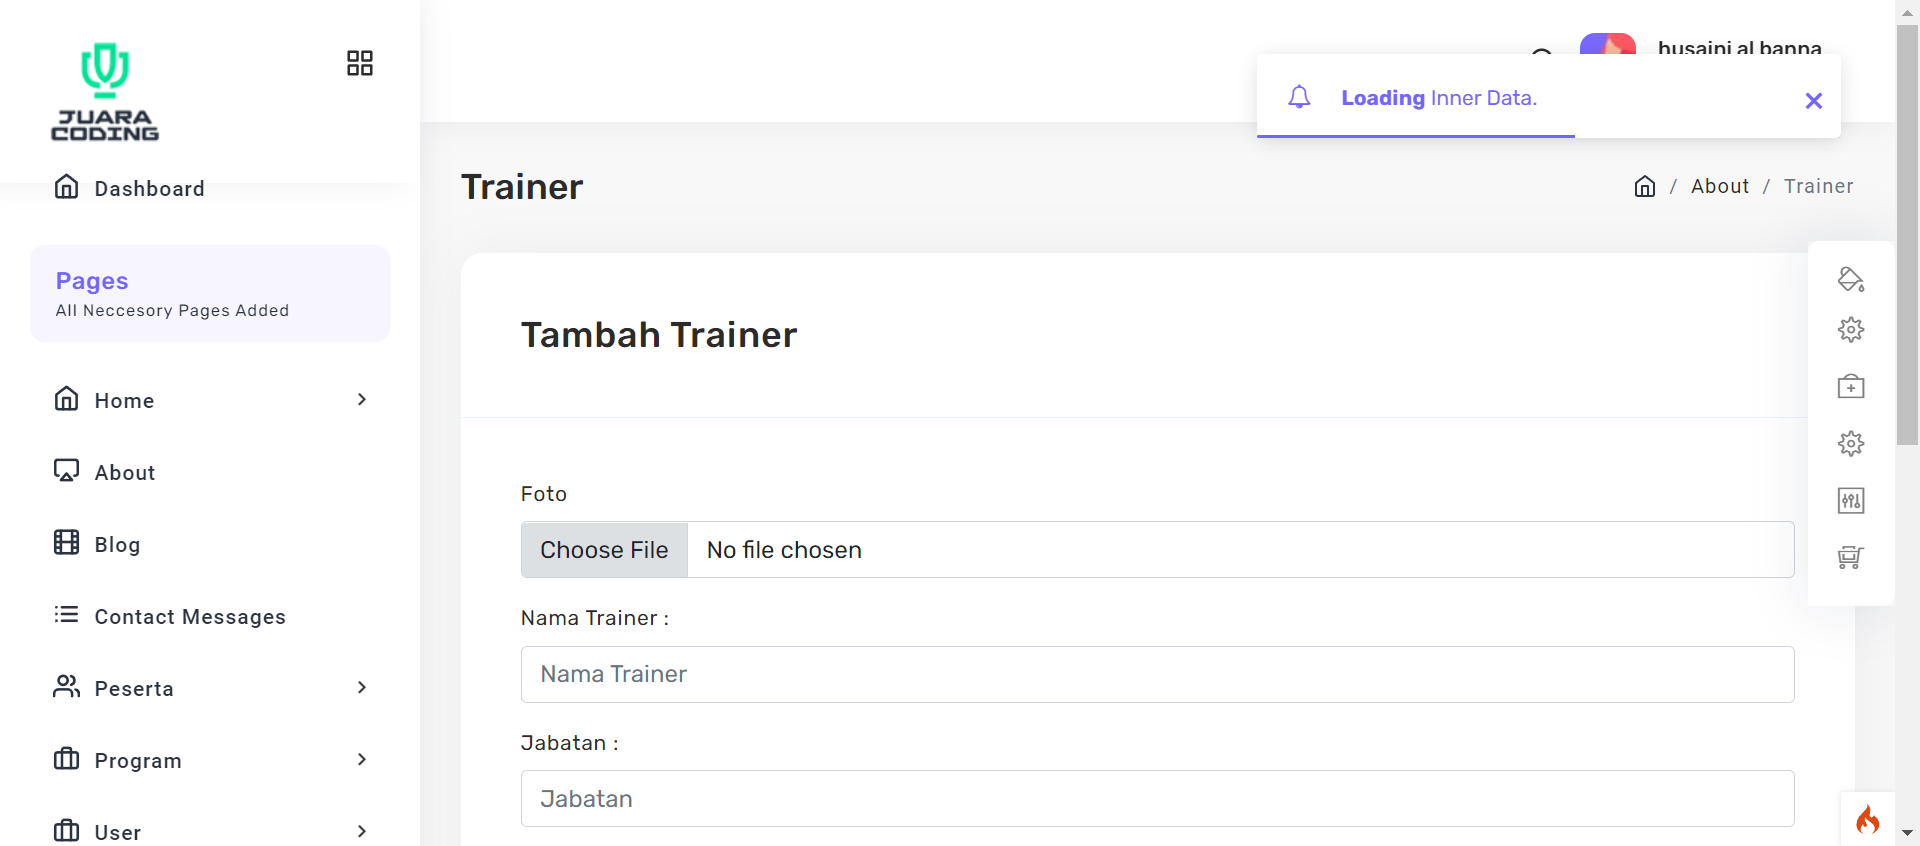 JUARA
CODING
Dashboard
Pages
All Neccesory Pages Added
Home
About
Blog
Contact Messages
Peserta
Program
User
husaini al banna
Loading Inner Data.
Trainer
/ About / Trainer
Tambah Trainer
Foto
Choose File No file chosen
Nama Trainer :
Nama Trainer
Jabatan :
Jabatan